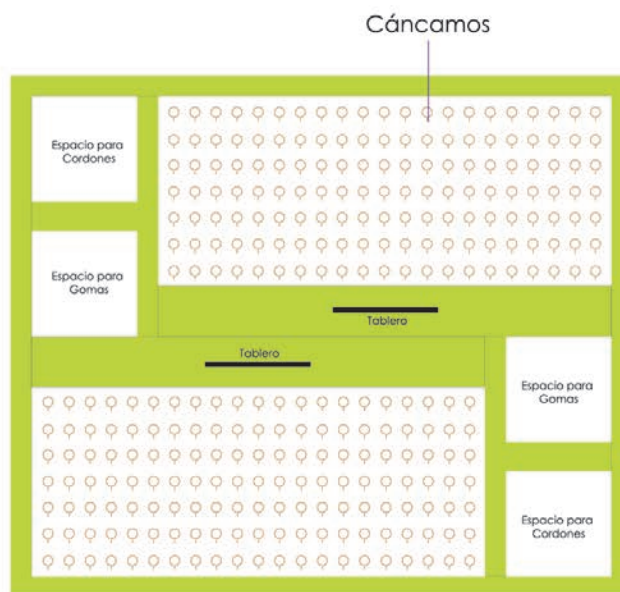 Cáncamos
Espacio para
Cordones
Espacio para
Gomas
Tablero
Tablero
Espacio para
Gomas
Espacio para
Cordones